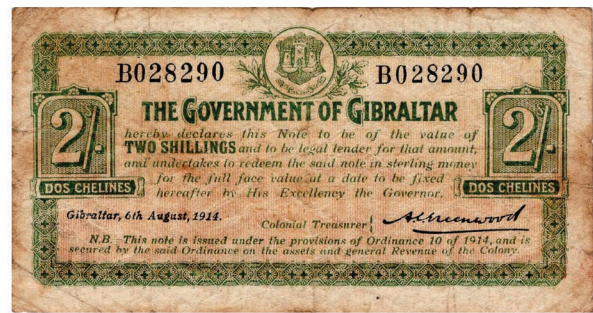 B028290 B028290
THE GOVERNMENT OF GIBRALTAR
2/- 2/-
hereby declares this Note to be of the value of
TWO SHILLINGS and to be legal tender for that amount,
and undertakes to redeem the said note in sterling money
for the full face value at a date to be fixed
hereafter by His Excellency the Governor.
DOS CHELINES DOS CHELINES
Gibraltar, 6th August, 1914.
Colonial Treasurer { A. C. Greenwood
N.B. This note is issued under the provisions of Ordinance 10 of 1914, and is
secured by the said Ordinance on the assets and general Revenue of the Colony.